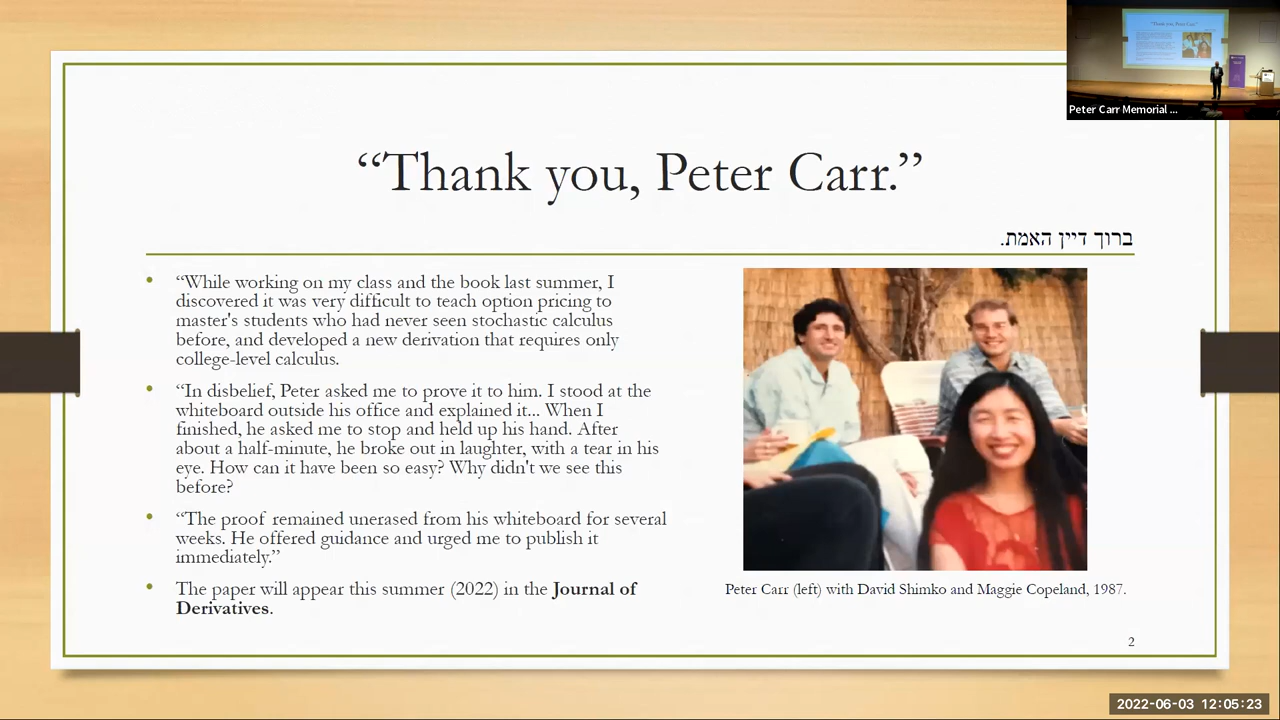 Peter Carr Memorial ...
“Thank you, Peter Carr.”
ברוך דיין האמת.
• “While working on my class and the book last summer, I
discovered it was very difficult to teach option pricing to
master's students who had never seen stochastic calculus
before, and developed a new derivation that requires only
college-level calculus.
• “In disbelief, Peter asked me to prove it to him. I stood at the
whiteboard outside his office and explained it... When I
finished, he asked me to stop and held up his hand. After
about a half-minute, he broke out in laughter, with a tear in his
eye. How can it have been so easy? Why didn't we see this
before?
• “The proof remained unerased from his whiteboard for several
weeks. He offered guidance and urged me to publish it
immediately.”
• The paper will appear this summer (2022) in the Journal of
Derivatives.
Peter Carr (left) with David Shimko and Maggie Copeland, 1987.
2
2022-06-03 12:05:23